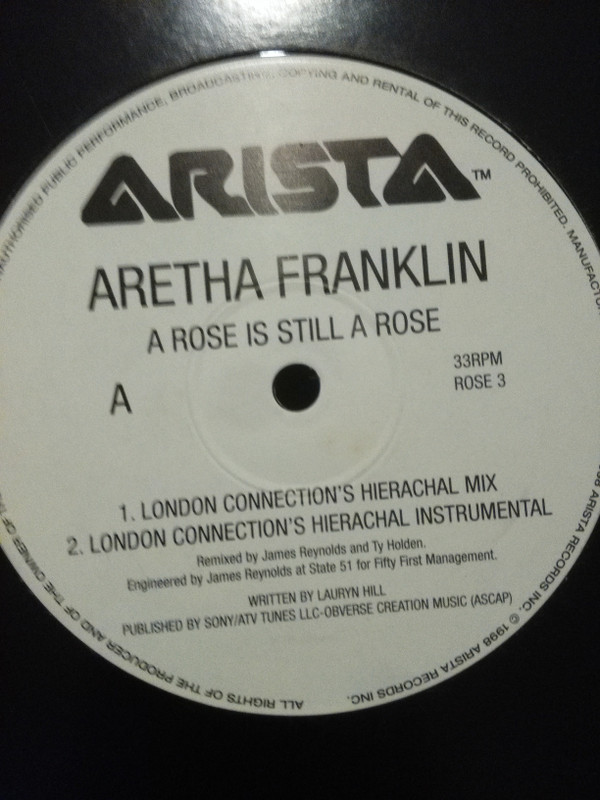 ARISTA™
ARETHA FRANKLIN
A ROSE IS STILL A ROSE
33RPM
A
ROSE 3
1. LONDON CONNECTION'S HIERACHAL MIX
2. LONDON CONNECTION'S HIERACHAL INSTRUMENTAL
Remixed by James Reynolds and Ty Holden.
Engineered by James Reynolds at State 51 for Fifty First Management.
WRITTEN BY LAURYN HILL
PUBLISHED BY SONY/ATV TUNES LLC-OBVERSE CREATION MUSIC (ASCAP)
ALL RIGHTS OF THE PRODUCER AND OF THE OWNER OF THE
PUBLIC PERFORMANCE, BROADCASTING, COPYING AND RENTAL OF THIS RECORD PROHIBITED.
ARISTA RECORDS INC. © 1998 ARISTA RECORDS INC.